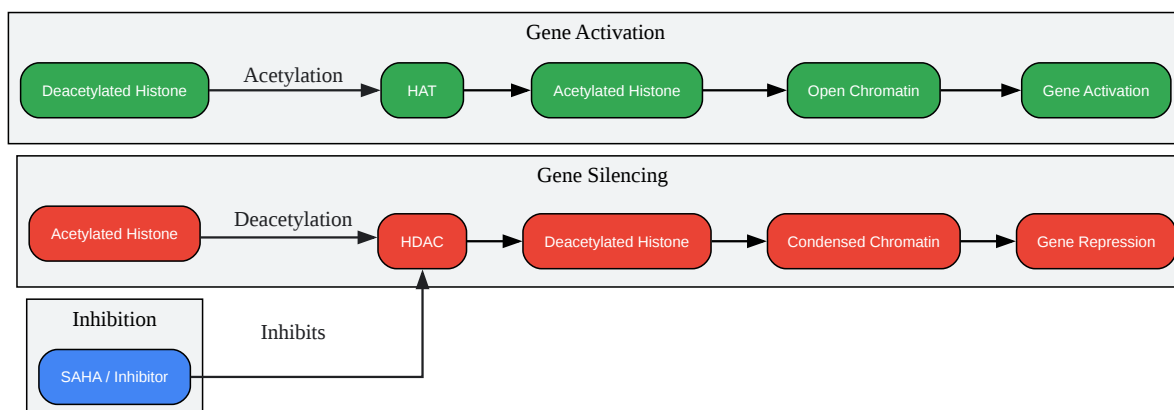 Gene Activation
Deacetylated Histone
Acetylation
HAT
Acetylated Histone
Open Chromatin
Gene Activation
Gene Silencing
Acetylated Histone
Deacetylation
HDAC
Deacetylated Histone
Condensed Chromatin
Gene Repression
Inhibition
SAHA / Inhibitor
Inhibits